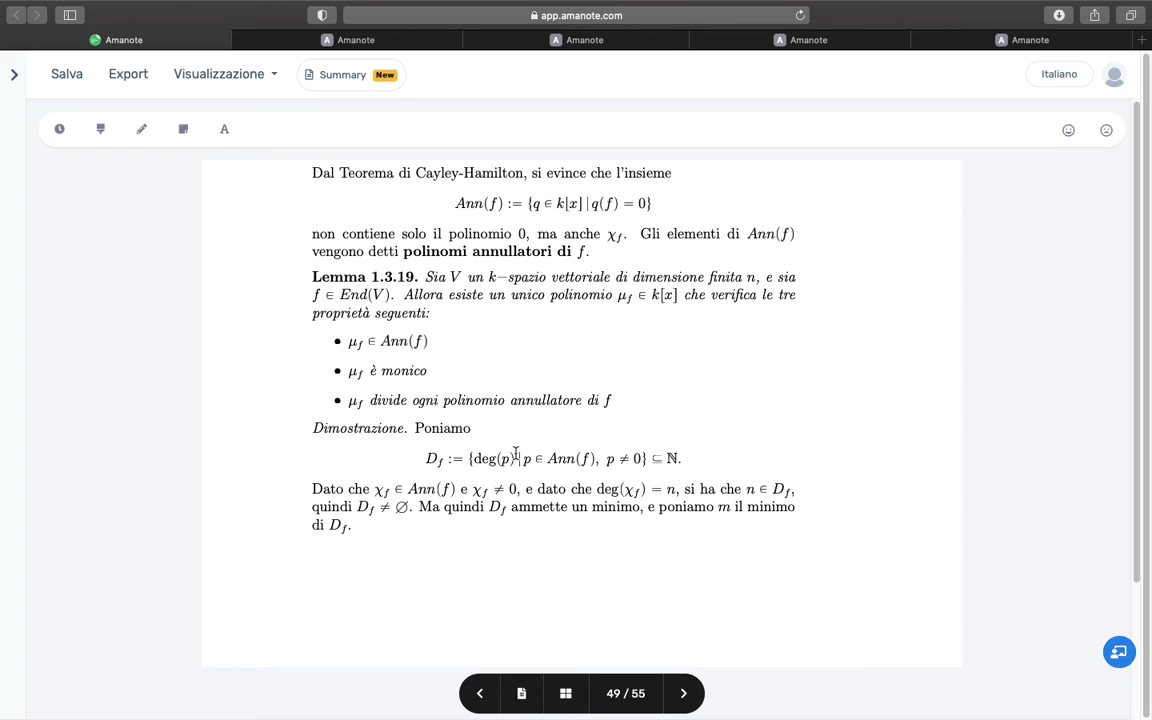 app.amanote.com
Amanote
Amanote
Amanote
Amanote
Amanote
Salva
Export
Visualizzazione
Summary New
Italiano
A
Dal Teorema di Cayley-Hamilton, si evince che l'insieme
Ann(f) := {q ∈ k[x] | q(f) = 0}
non contiene solo il polinomio 0, ma anche χ_f. Gli elementi di Ann(f)
vengono detti polinomi annullatori di f.
Lemma 1.3.19. Sia V un k−spazio vettoriale di dimensione finita n, e sia
f ∈ End(V). Allora esiste un unico polinomio μ_f ∈ k[x] che verifica le tre
proprietà seguenti:
• μ_f ∈ Ann(f)
• μ_f è monico
• μ_f divide ogni polinomio annullatore di f
Dimostrazione. Poniamo
D_f := {deg(p) | p ∈ Ann(f), p ≠ 0} ⊆ ℕ.
Dato che χ_f ∈ Ann(f) e χ_f ≠ 0, e dato che deg(χ_f) = n, si ha che n ∈ D_f,
quindi D_f ≠ ∅. Ma quindi D_f ammette un minimo, e poniamo m il minimo
di D_f.
49 / 55